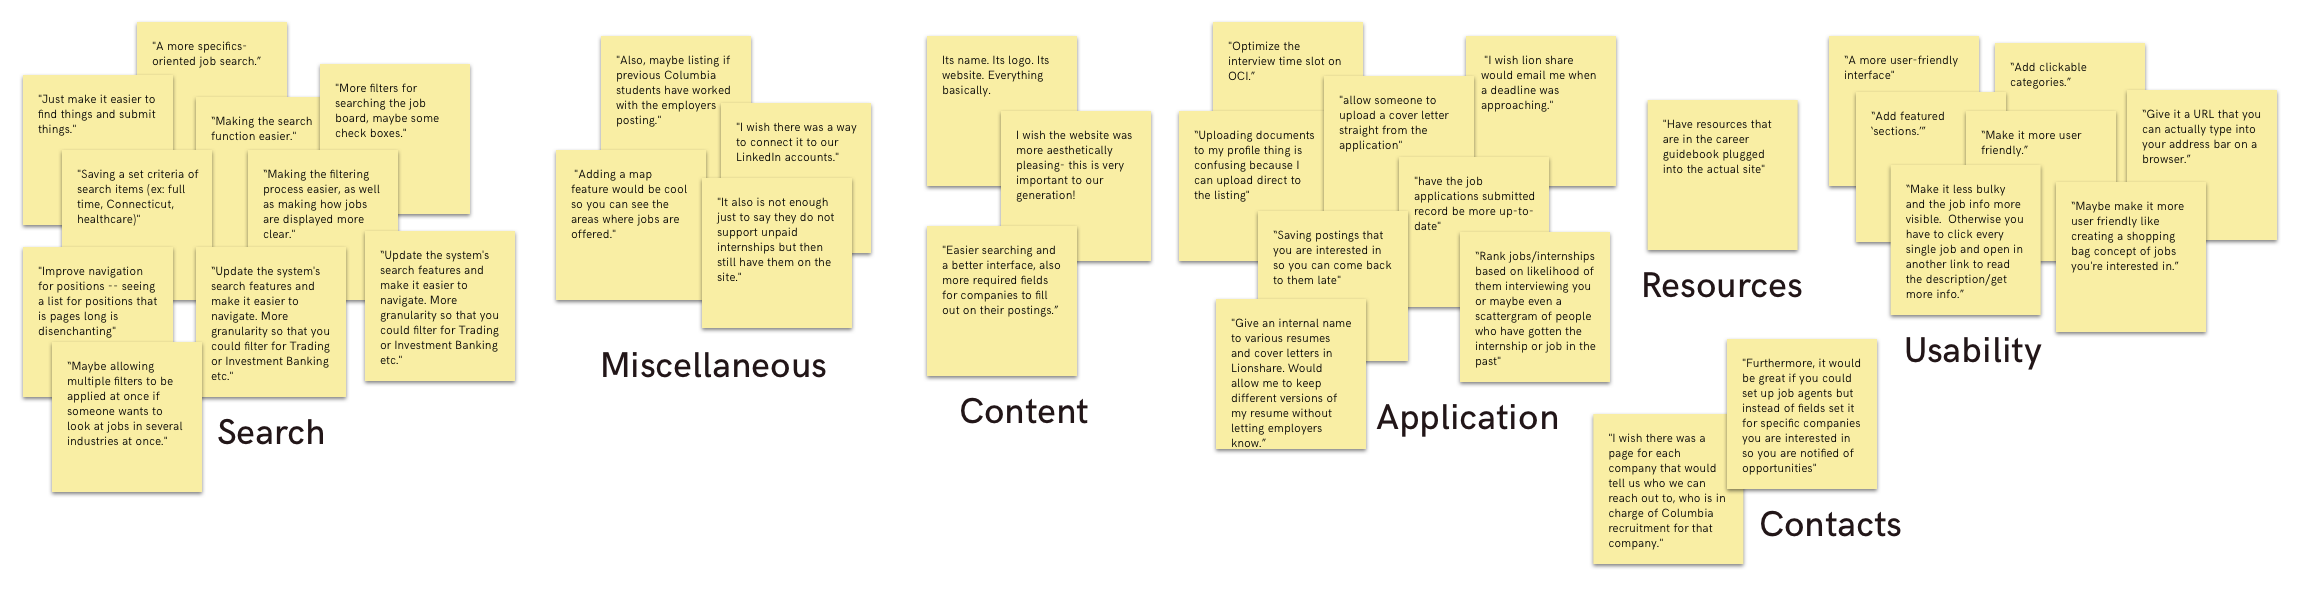 "A more specifics-
oriented job search.”
"Just make it easier to
find things and submit
things."
“Making the search
function easier."
"More filters for
searching the job
board, maybe some
check boxes."
"Saving a set criteria of
search items (ex: full
time, Connecticut,
healthcare)"
"Making the filtering
process easier, as well
as making how jobs
are displayed more
clear."
"Improve navigation
for positions -- seeing
a list for positions that
is pages long is
disenchanting"
"Update the system's
search features and
make it easier to
navigate. More
granularity so that you
could filter for Trading
or Investment Banking
etc."
"Update the system's
search features and
make it easier to
navigate. More
granularity so that you
could filter for Trading
or Investment Banking
etc."
“Maybe allowing
multiple filters to be
applied at once if
someone wants to
look at jobs in several
industries at once."
Search
"Also, maybe listing if
previous Columbia
students have worked
with the employers
posting."
"I wish there was a way
to connect it to our
LinkedIn accounts."
"Adding a map
feature would be cool
so you can see the
areas where jobs are
offered."
"It also is not enough
just to say they do not
support unpaid
internships but then
still have them on the
site."
Miscellaneous
Its name. Its logo. Its
website. Everything
basically.
I wish the website was
more aesthetically
pleasing- this is very
important to our
generation!
"Easier searching and
a better interface, also
more required fields
for companies to fill
out on their postings.”
Content
"Optimize the
interview time slot on
OCI.”
"allow someone to
upload a cover letter
straight from the
application"
"I wish lion share
would email me when
a deadline was
approaching."
“Uploading documents
to my profile thing is
confusing because I
can upload direct to
the listing"
"have the job
applications submitted
record be more up-to-
date"
"Saving postings that
you are interested in
so you can come back
to them late"
“Rank jobs/internships
based on likelihood of
them interviewing you
or maybe even a
scattergram of people
who have gotten the
internship or job in the
past"
"Give an internal name
to various resumes
and cover letters in
Lionshare. Would
allow me to keep
different versions of
my resume without
letting employers
know.”
Application
"Have resources that
are in the career
guidebook plugged
into the actual site"
Resources
"I wish there was a
page for each
company that would
tell us who we can
reach out to, who is in
charge of Columbia
recruitment for that
company."
"Furthermore, it would
be great if you could
set up job agents but
instead of fields set it
for specific companies
you are interested in
so you are notified of
opportunities"
Contacts
“A more user-friendly
interface"
“Add clickable
categories.”
“Add featured
‘sections.’”
"Make it more user
friendly.”
“Give it a URL that you
can actually type into
your address bar on a
browser.”
“Make it less bulky
and the job info more
visible.  Otherwise you
have to click every
single job and open in
another link to read
the description/get
more info.”
“Maybe make it more
user friendly like
creating a shopping
bag concept of jobs
you're interested in.”
Usability